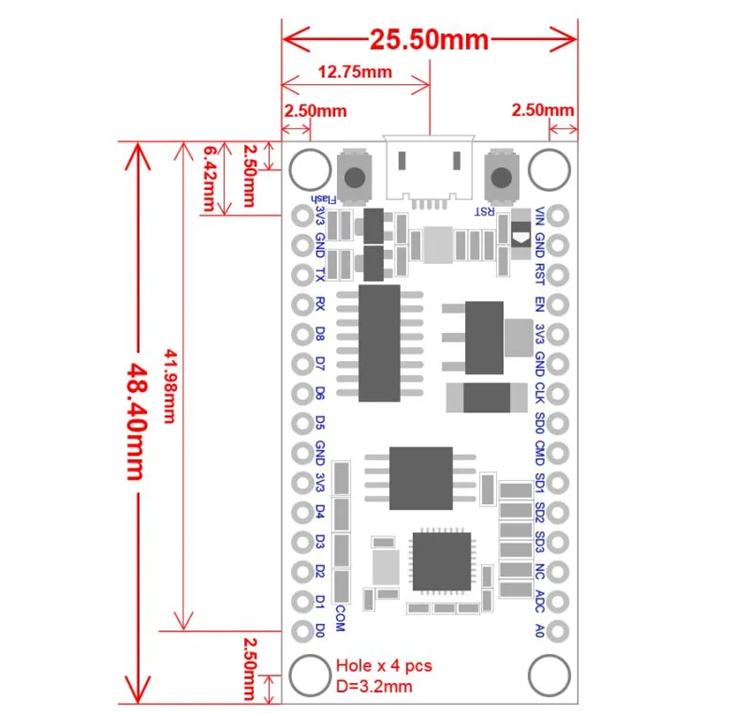 25.50mm
12.75mm
2.50mm
2.50mm
6.42mm
2.50mm
Flash
RST
3V3
GND
TX
RX
D8
D7
D6
D5
GND
3V3
D4
D3
D2
D1
D0
COM
VIN
GND
RST
EN
3V3
GND
CLK
SD0
CMD
SD1
SD2
SD3
NC
ADC
A0
48.40mm
41.98mm
2.50mm
Hole x 4 pcs
D=3.2mm